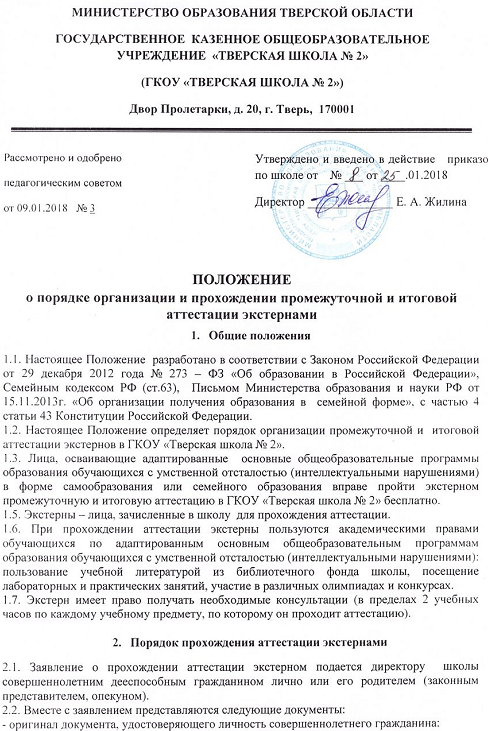 МИНИСТЕРСТВО ОБРАЗОВАНИЯ ТВЕРСКОЙ ОБЛАСТИ
ГОСУДАРСТВЕННОЕ КАЗЕННОЕ ОБЩЕОБРАЗОВАТЕЛЬНОЕ
УЧРЕЖДЕНИЕ «ТВЕРСКАЯ ШКОЛА № 2»
(ГКОУ «ТВЕРСКАЯ ШКОЛА № 2»)
Двор Пролетарки, д. 20, г. Тверь, 170001
Рассмотрено и одобрено
педагогическим советом
от 09.01.2018 № 3
Утверждено и введено в действие приказо
по школе от № 8 от 25 .01.2018
Директор Е. А. Жилина
ПОЛОЖЕНИЕ
о порядке организации и прохождении промежуточной и итоговой
аттестации экстернами
1. Общие положения
1.1. Настоящее Положение разработано в соответствии с Законом Российской Федерации
от 29 декабря 2012 года № 273 – ФЗ «Об образовании в Российской Федерации»,
Семейным кодексом РФ (ст.63), Письмом Министерства образования и науки РФ от
15.11.2013г. «Об организации получения образования в семейной форме», с частью 4
статьи 43 Конституции Российской Федерации.
1.2. Настоящее Положение определяет порядок организации промежуточной и итоговой
аттестации экстернов в ГКОУ «Тверская школа № 2».
1.3. Лица, осваивающие адаптированные основные общеобразовательные программы
образования обучающихся с умственной отсталостью (интеллектуальными нарушениями)
в форме самообразования или семейного образования вправе пройти экстерном
промежуточную и итоговую аттестацию в ГКОУ «Тверская школа № 2» бесплатно.
1.5. Экстерны – лица, зачисленные в школу для прохождения аттестации.
1.6. При прохождении аттестации экстерны пользуются академическими правами
обучающихся по адаптированным основным общеобразовательным программам
образования обучающихся с умственной отсталостью (интеллектуальными нарушениями):
пользование учебной литературой из библиотечного фонда школы, посещение
лабораторных и практических занятий, участие в различных олимпиадах и конкурсах.
1.7. Экстерн имеет право получать необходимые консультации (в пределах 2 учебных
часов по каждому учебному предмету, по которому он проходит аттестацию).
2. Порядок прохождения аттестации экстернами
2.1. Заявление о прохождении аттестации экстерном подается директору школы
совершеннолетним дееспособным гражданином лично или его родителем (законным
представителем, опекуном).
2.2. Вместе с заявлением представляются следующие документы:
- оригинал документа, удостоверяющего личность совершеннолетнего гражданина: